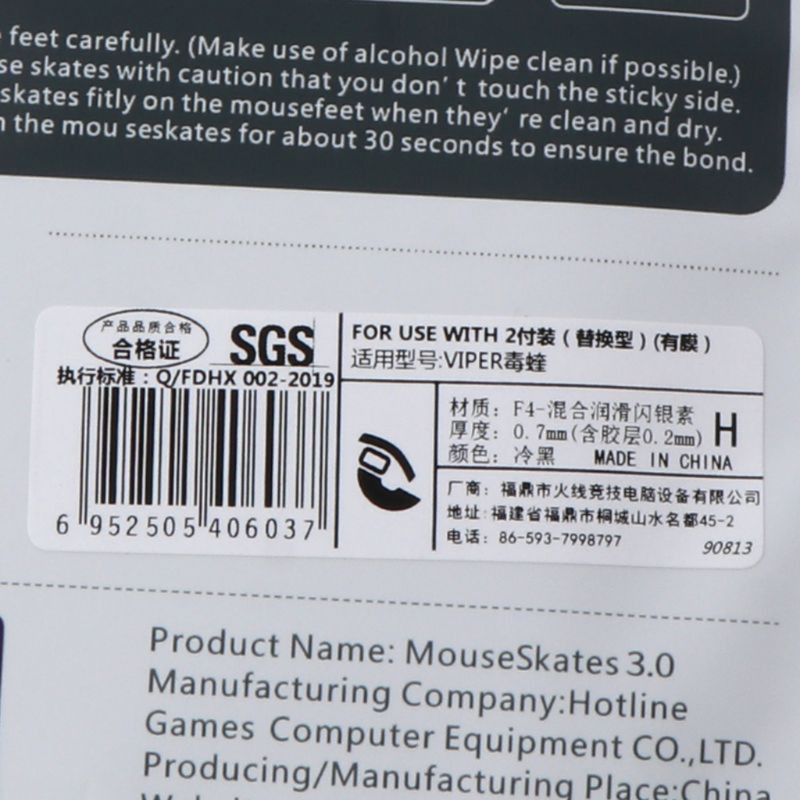 feet carefully. (Make use of alcohol Wipe clean if possible.)
se skates with caution that you don't touch the sticky side.
skates fitly on the mousefeet when they're clean and dry.
the mou seskates for about 30 seconds to ensure the bond.
产品品质合格
合格证
SGS
执行标准：Q/FDHX 002-2019
6 952505 406037
FOR USE WITH 2付装（替换型）(有膜）
适用型号:VIPER毒蝰
材质：F4-混合润滑闪银素
厚度：0.7mm(含胶层0.2mm)
H
颜色：冷黑 MADE IN CHINA
厂商：福鼎市火线竞技电脑设备有限公司
地址：福建省福鼎市桐城山水名都45-2
电话：86-593-7998797
90813
Product Name: MouseSkates 3.0
Manufacturing Company:Hotline
Games Computer Equipment CO.,LTD.
Producing/Manufacturing Place:China